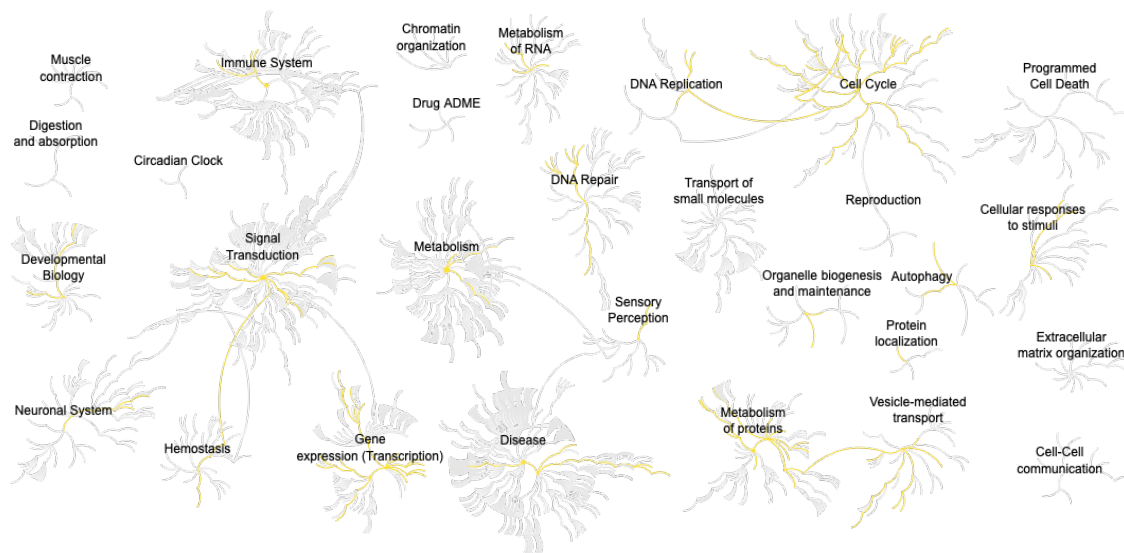 Muscle
contraction
Immune System
Chromatin
organization
Metabolism
of RNA
DNA Replication
Cell Cycle
Programmed
Cell Death
Digestion
and absorption
Circadian Clock
Drug ADME
DNA Repair
Transport of
small molecules
Reproduction
Cellular responses
to stimuli
Developmental
Biology
Signal
Transduction
Metabolism
Organelle biogenesis
and maintenance
Autophagy
Sensory
Perception
Protein
localization
Extracellular
matrix organization
Neuronal System
Hemostasis
Gene
expression (Transcription)
Disease
Metabolism
of proteins
Vesicle-mediated
transport
Cell-Cell
communication